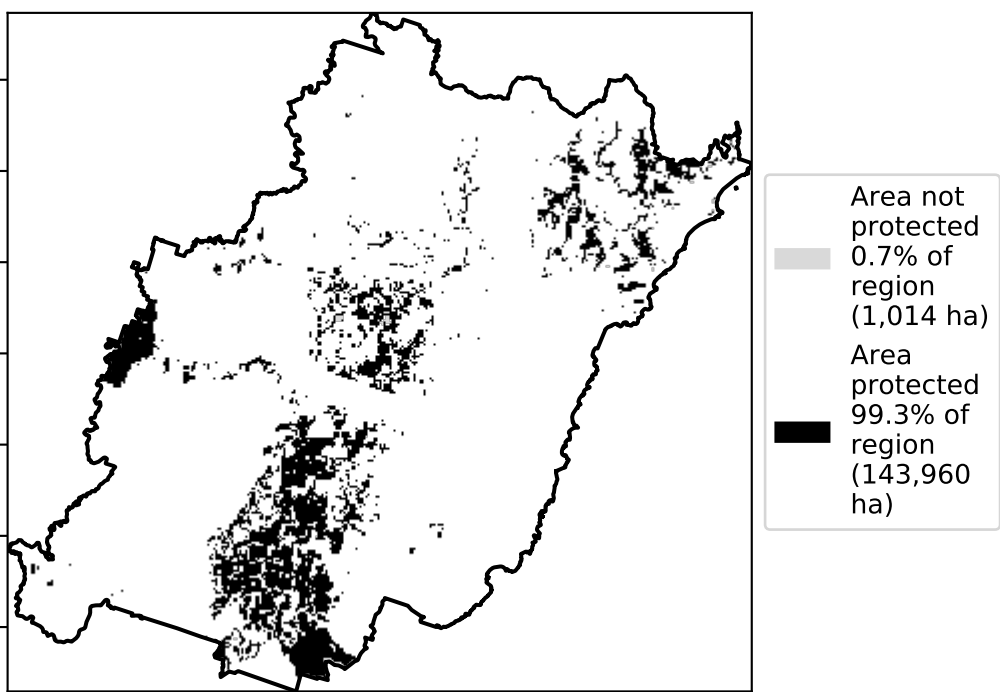 Area not
protected
0.7% of
region
(1,014 ha)
Area
protected
99.3% of
region
(143,960
ha)